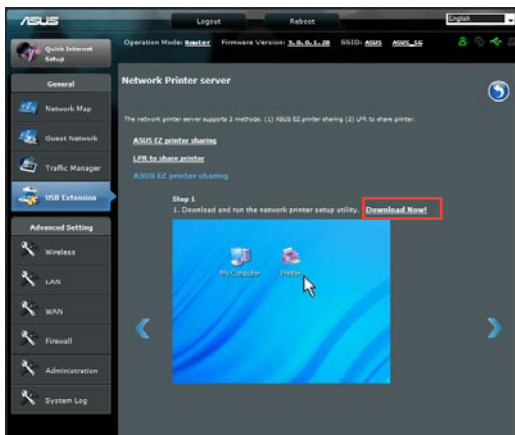 ASUS
Logout
Reboot
English
Quick Internet Setup
Operation Mode: Router Firmware Version: 3.0.0.1.28 SSID: ASUS ASUS_5G
General
Network Map
Guest Network
Traffic Manager
USB Extension
Advanced Setting
Wireless
LAN
WAN
Firewall
Administration
System Log
Network Printer server
The network printer server supports 2 methods: (1) ASUS EZ printer sharing (2) LPR to share printer.
ASUS EZ printer sharing
LPR to share printer
ASUS EZ printer sharing
Step 1
1. Download and run the network printer setup utility. Download Now!
My Computer
Printer